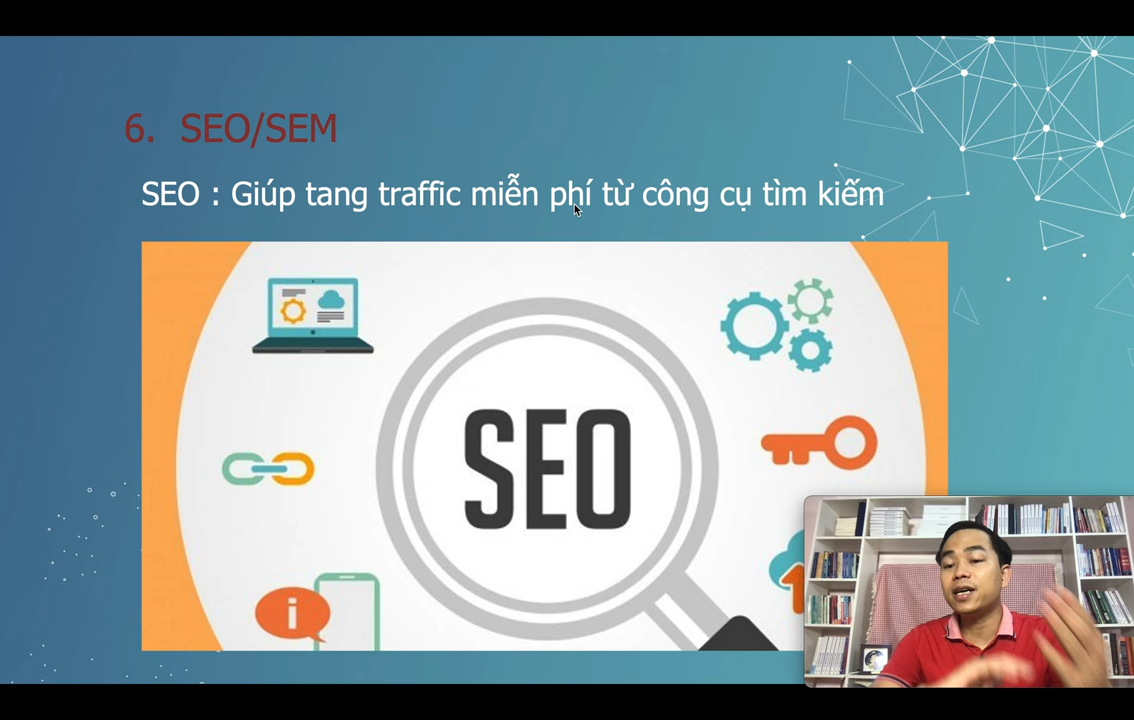 6. SEO/SEM
SEO : Giúp tang traffic miễn phí từ công cụ tìm kiếm
SEO
i